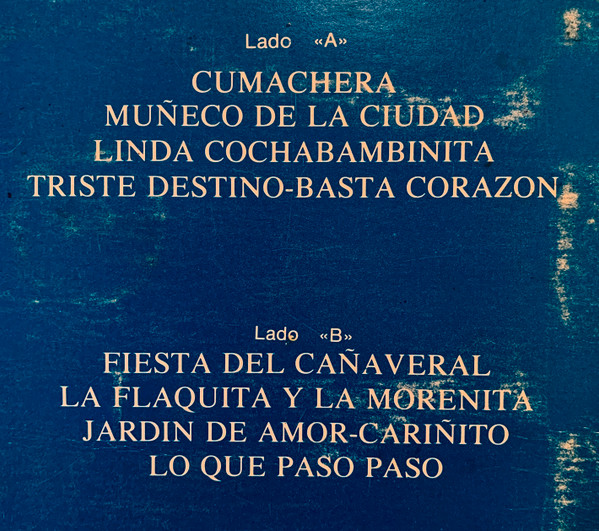 Lado «A»
CUMACHERA
MUÑECO DE LA CIUDAD
LINDA COCHABAMBINITA
TRISTE DESTINO-BASTA CORAZON
Lado «B»
FIESTA DEL CAÑAVERAL
LA FLAQUITA Y LA MORENITA
JARDIN DE AMOR-CARIÑITO
LO QUE PASO PASO